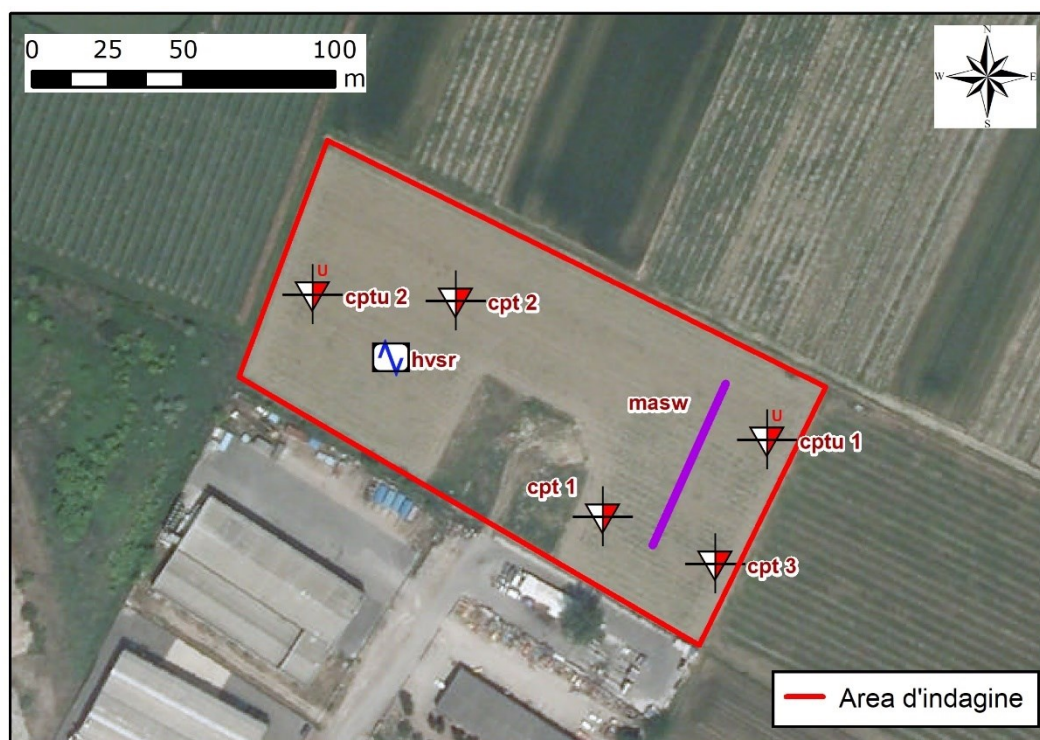 0 25 50 100
m
N
W E
S
U
cptu 2
cpt 2
hvsr
masw
U
cptu 1
cpt 1
cpt 3
Area d'indagine